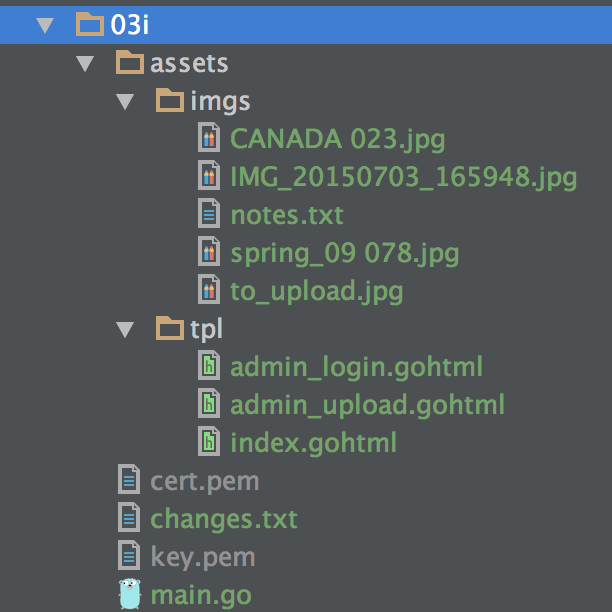 03i
assets
imgs
CANADA 023.jpg
IMG_20150703_165948.jpg
notes.txt
spring_09 078.jpg
to_upload.jpg
tpl
admin_login.gohtml
admin_upload.gohtml
index.gohtml
cert.pem
changes.txt
key.pem
main.go